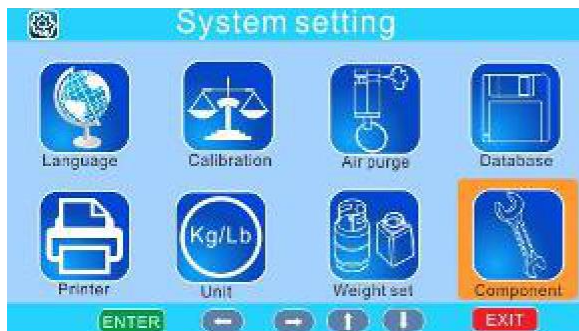 System setting
Language Calibration Air purge Database
Kg/Lb
Printer Unit Weight set Component
ENTER EXIT